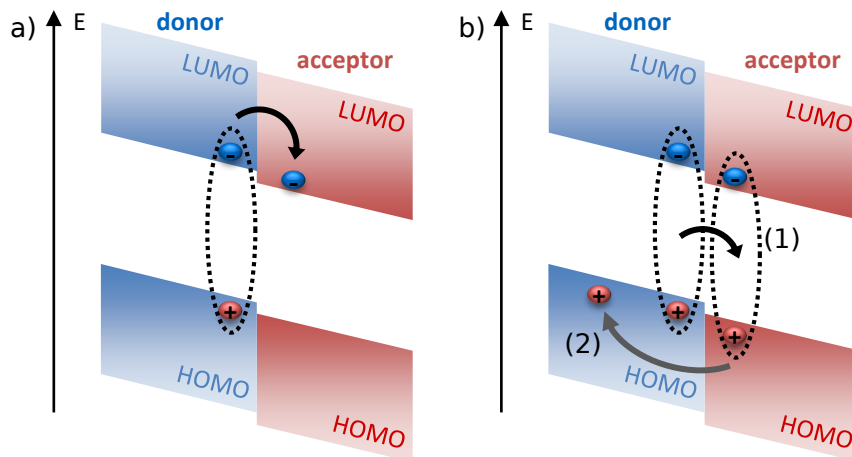 a)
E
donor
acceptor
LUMO
LUMO
-
-
+
HOMO
HOMO
b)
E
donor
acceptor
LUMO
LUMO
-
-
(1)
+
+
+
(2)
HOMO
HOMO